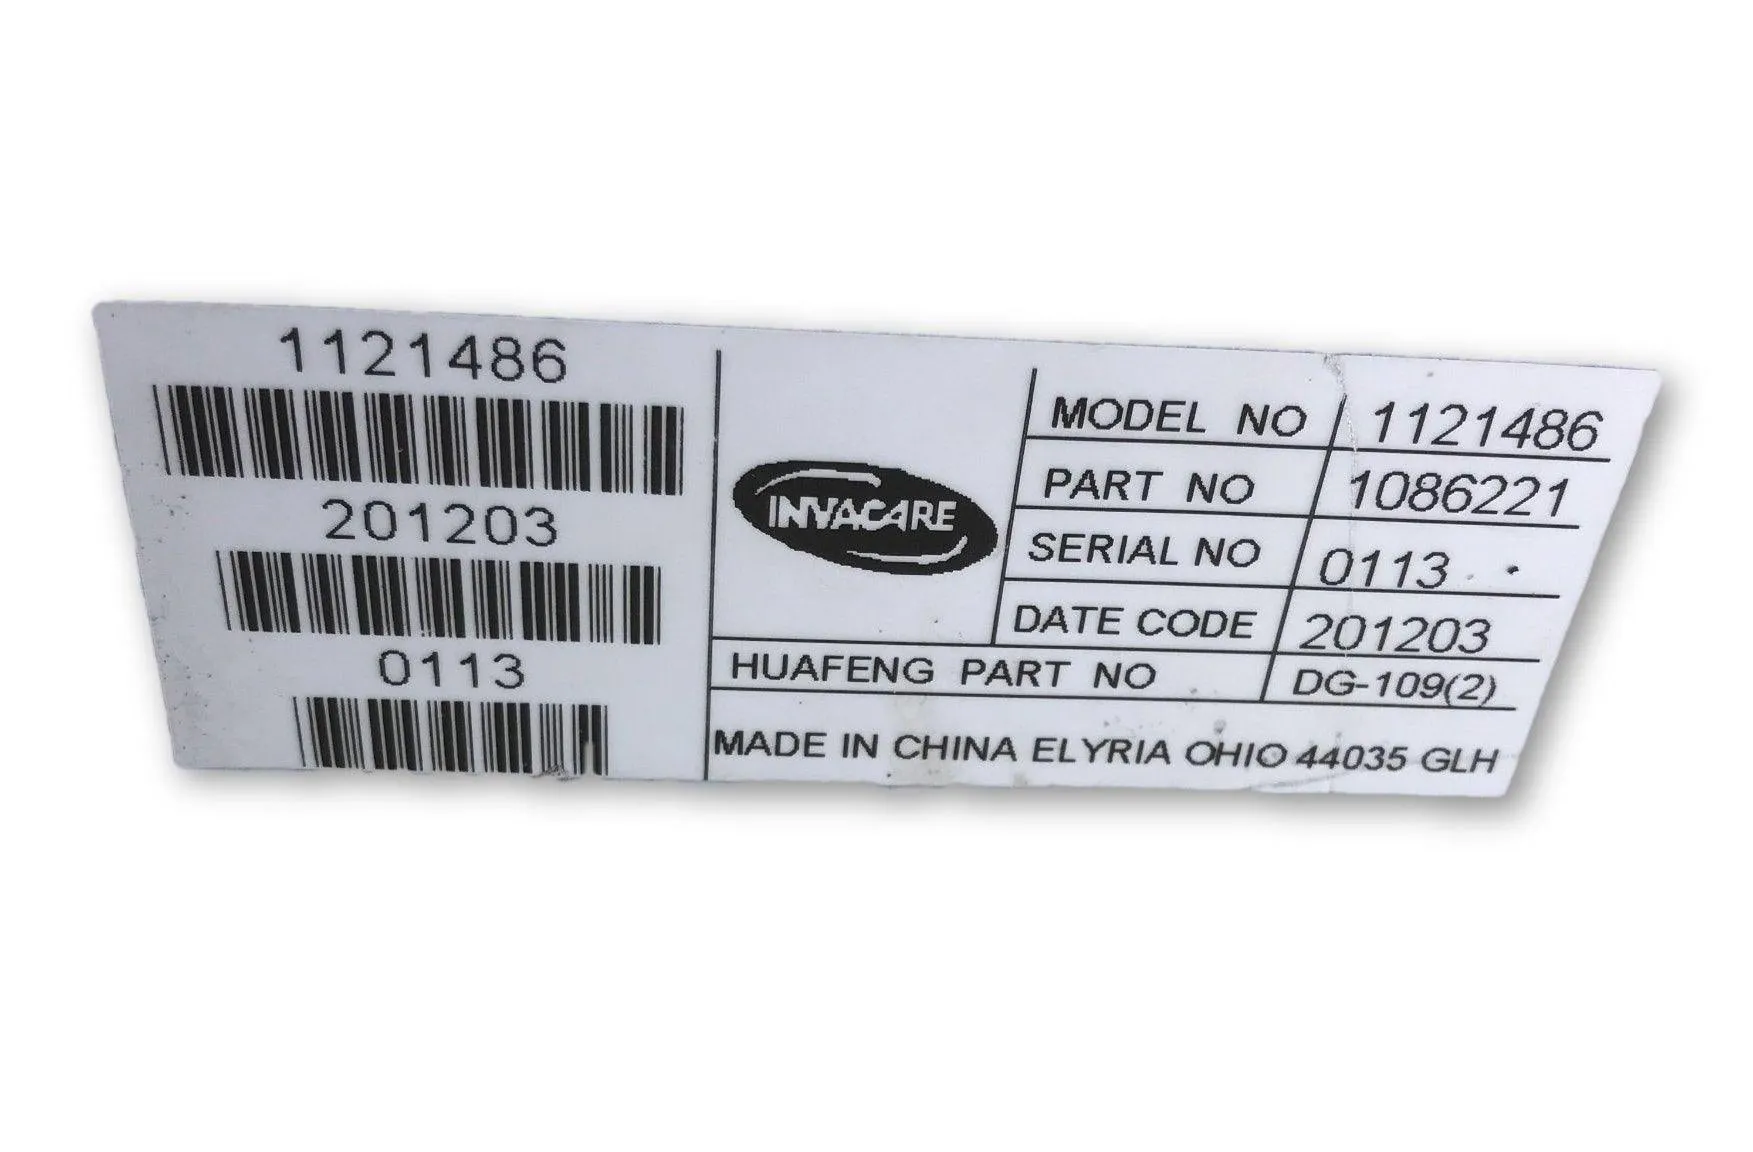 1121486
201203
0113
INVACARE
MODEL NO 1121486
PART NO 1086221
SERIAL NO 0113
DATE CODE 201203
HUAFENG PART NO DG-109(2)
MADE IN CHINA ELYRIA OHIO 44035 GLH